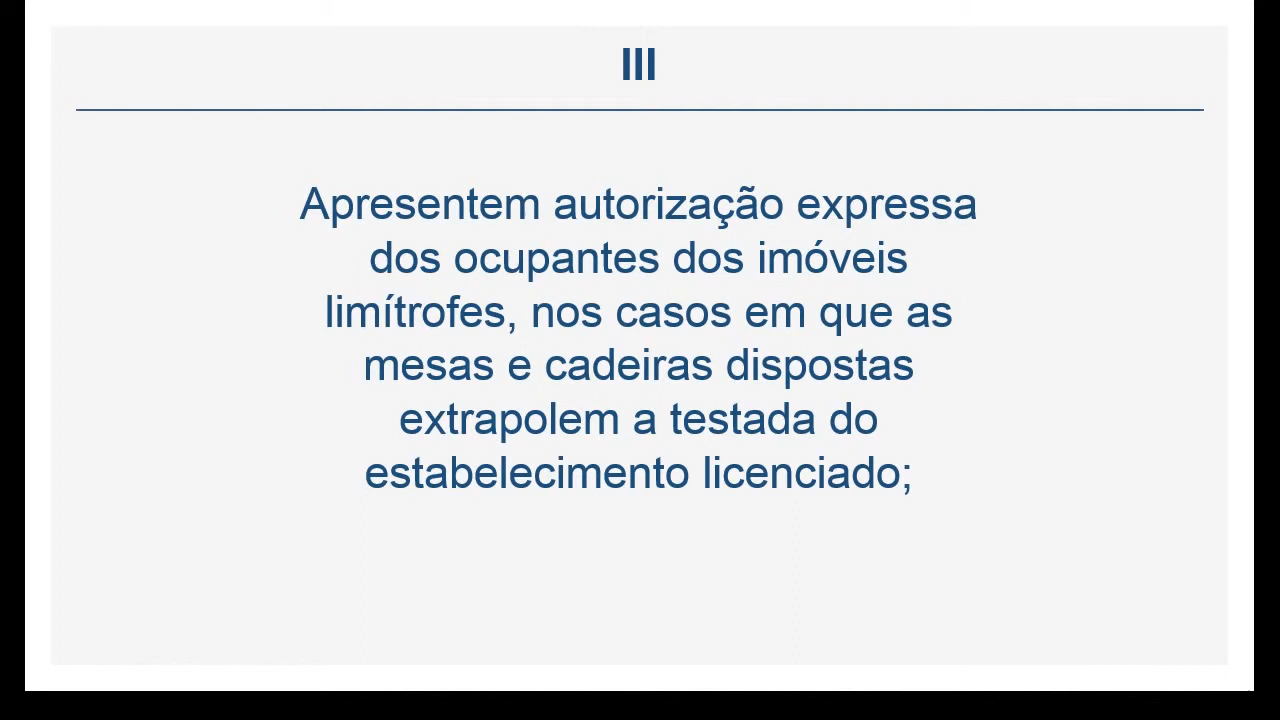 III
Apresentem autorização expressa
dos ocupantes dos imóveis
limítrofes, nos casos em que as
mesas e cadeiras dispostas
extrapolem a testada do
estabelecimento licenciado;